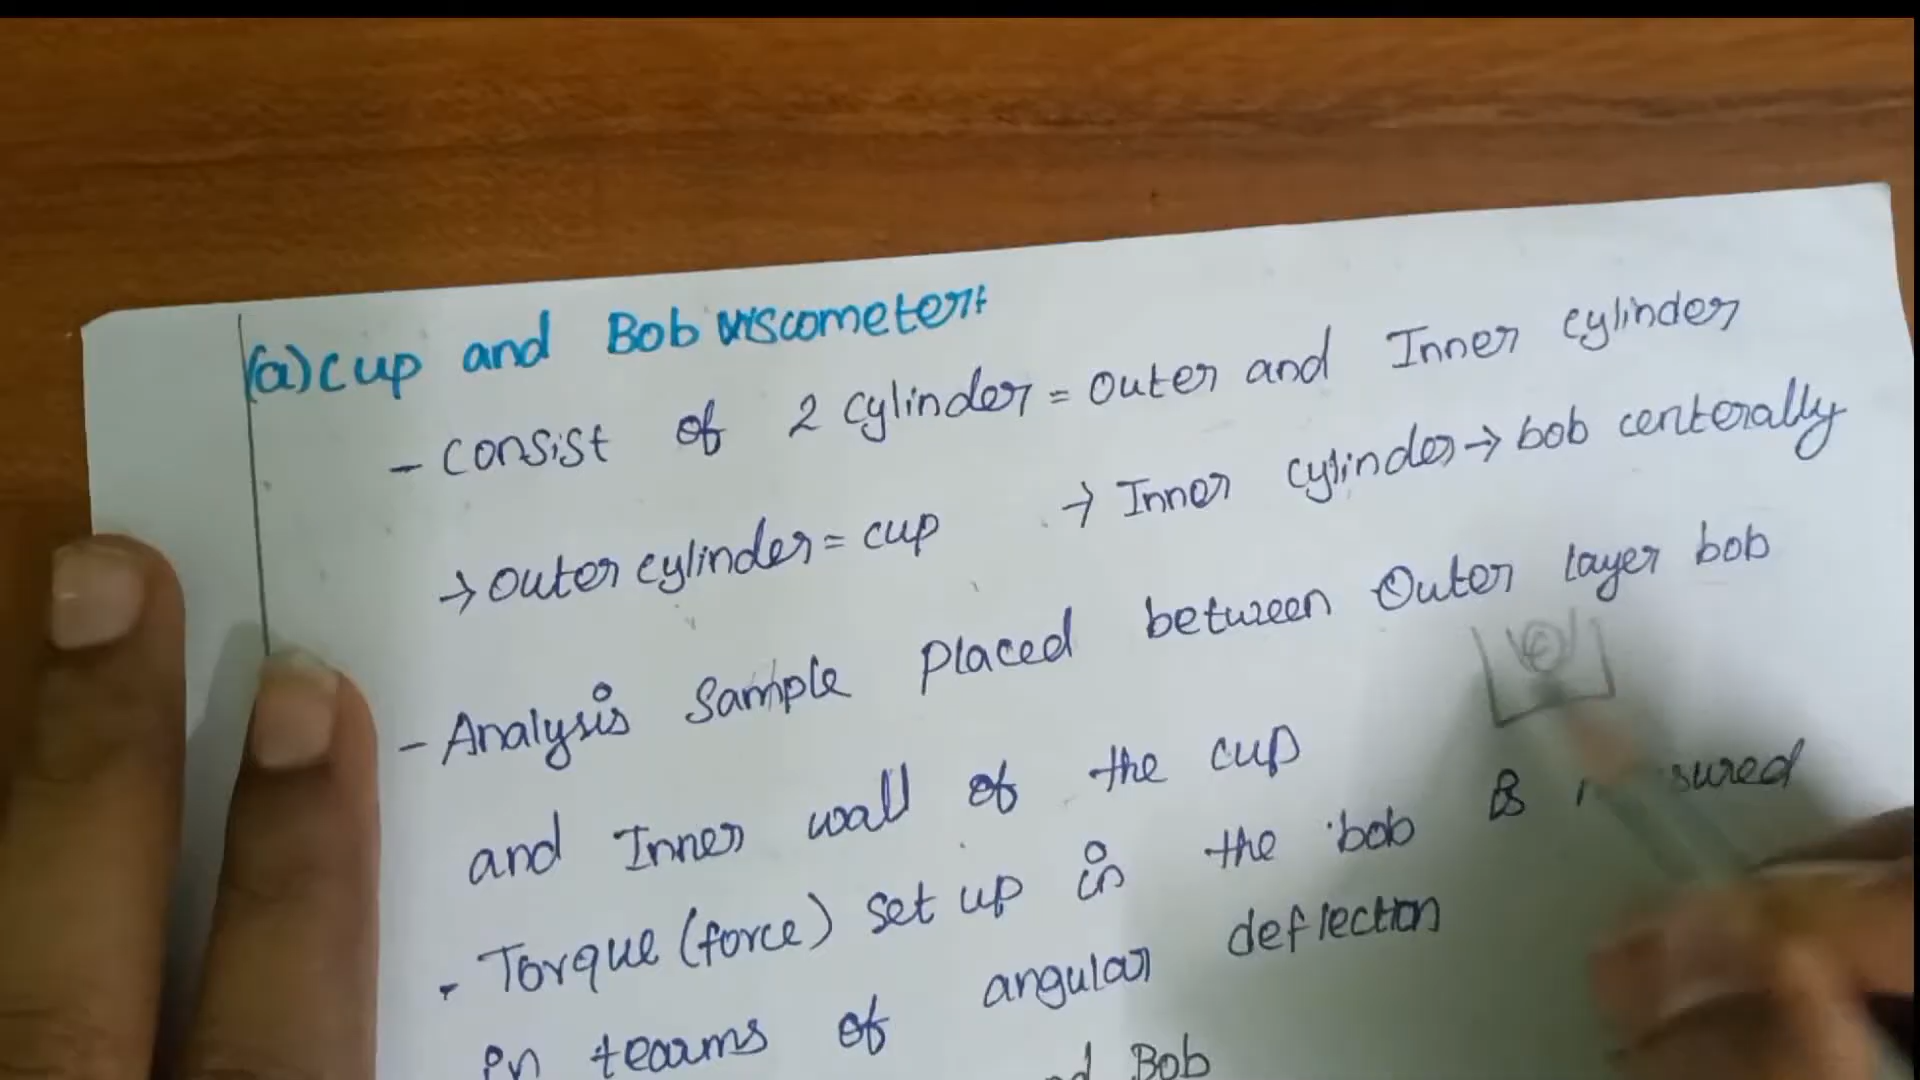 (a) Cup and Bob viscometer:
- consist of 2 cylinder = outer and Inner cylinder
→ outer cylinder = cup → Inner cylinder → bob centerally
- Analysis sample placed between Outer layer bob
and Inner wall of the cup
- Torque (force) set up in the bob is
in teams of angular deflection
Bob